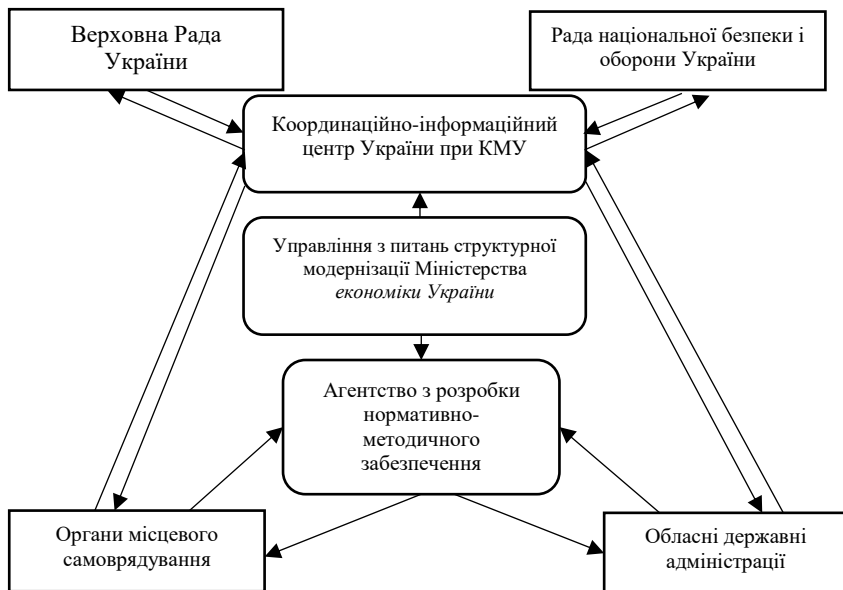 Верховна Рада
України
Рада національної безпеки і
оборони України
Координаційно-інформаційний
центр України при КМУ
Управління з питань структурної
модернізації Міністерства
економіки України
Агентство з розробки
нормативно-
методичного
забезпечення
Органи місцевого
самоврядування
Обласні державні
адміністрації